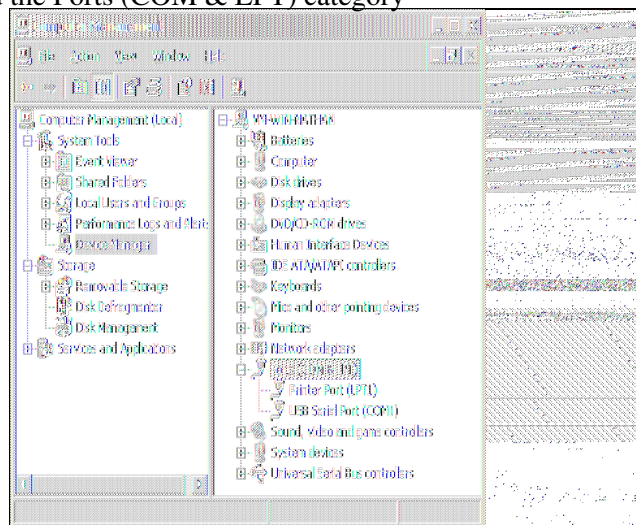 the Ports (COM & LPT) category
Computer Management
File Action View Window Help
Computer Management (Local)
System Tools
Event Viewer
Shared Folders
Local Users and Groups
Performance Logs and Alerts
Device Manager
Storage
Removable Storage
Disk Defragmenter
Disk Management
Services and Applications
Batteries
Computer
Disk drives
Display adapters
DVD/CD-ROM drives
Human Interface Devices
IDE ATA/ATAPI controllers
Keyboards
Mice and other pointing devices
Monitors
Network adapters
Ports (COM & LPT)
Printer Port (LPT1)
USB Serial Port
Sound, video and game controllers
System devices
Universal Serial Bus controllers